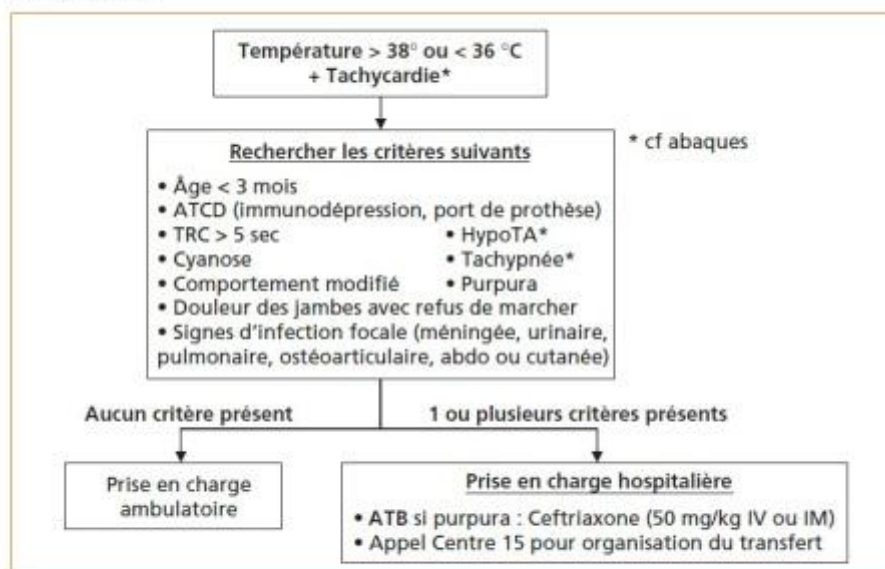 Température > 38° ou < 36 °C
+ Tachycardie*
Rechercher les critères suivants
* cf abaques
• Âge < 3 mois
• ATCD (immunodépression, port de prothèse)
• TRC > 5 sec • HypoTA*
• Cyanose • Tachypnée*
• Comportement modifié • Purpura
• Douleur des jambes avec refus de marcher
• Signes d'infection focale (méningée, urinaire,
pulmonaire, ostéoarticulaire, abdo ou cutanée)
Aucun critère présent
1 ou plusieurs critères présents
Prise en charge
ambulatoire
Prise en charge hospitalière
• ATB si purpura : Ceftriaxone (50 mg/kg IV ou IM)
• Appel Centre 15 pour organisation du transfert